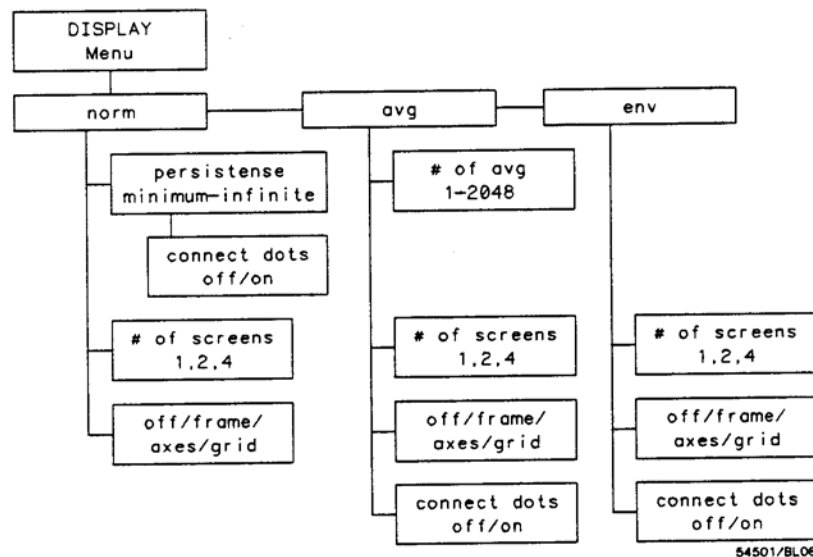 DISPLAY
Menu
norm
avg
env
persistense
minimum-infinite
# of avg
1-2048
connect dots
off/on
# of screens
1,2,4
# of screens
1,2,4
# of screens
1,2,4
off/frame/
axes/grid
off/frame/
axes/grid
off/frame/
axes/grid
connect dots
off/on
connect dots
off/on
54501/BL06